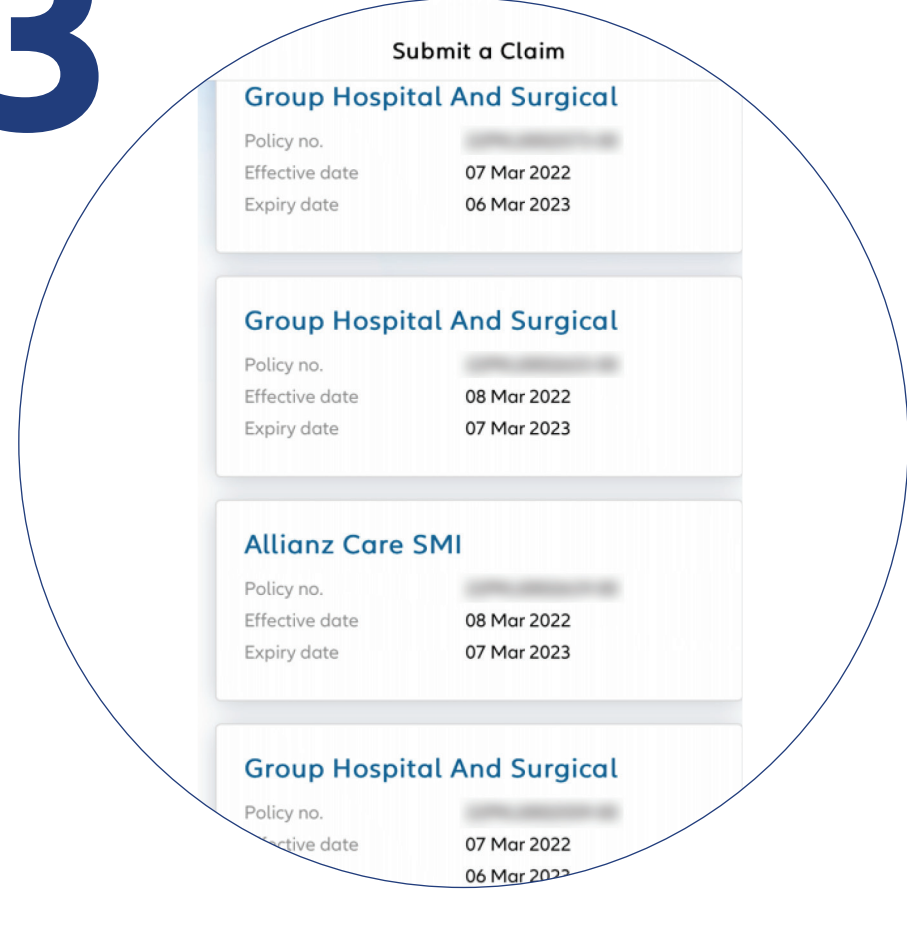 3
Submit a Claim
Group Hospital And Surgical
Policy no.
Effective date 07 Mar 2022
Expiry date 06 Mar 2023
Group Hospital And Surgical
Policy no.
Effective date 08 Mar 2022
Expiry date 07 Mar 2023
Allianz Care SMI
Policy no.
Effective date 08 Mar 2022
Expiry date 07 Mar 2023
Group Hospital And Surgical
Policy no.
date 07 Mar 2022
06 Mar